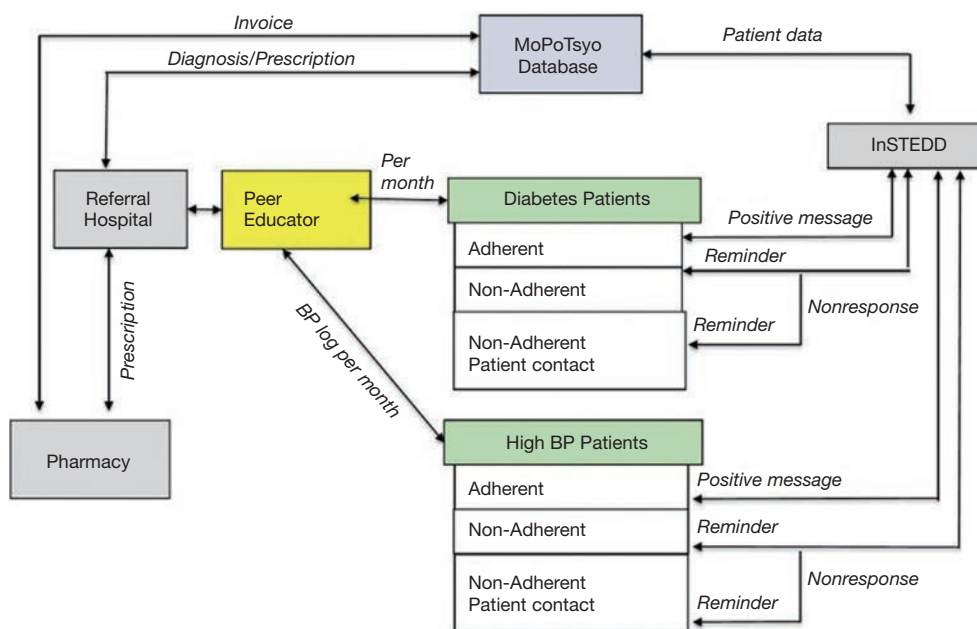 Invoice
MoPoTsyo
Database
Patient data
Diagnosis/Prescription
InSTEDD
Per
month
Referral
Hospital
Peer
Educator
Diabetes Patients
Positive message
Adherent
Reminder
Non-Adherent
Nonresponse
Reminder
Non-Adherent
Patient contact
Prescription
BP log per month
High BP Patients
Pharmacy
Adherent
Positive message
Non-Adherent
Reminder
Nonresponse
Non-Adherent
Patient contact
Reminder